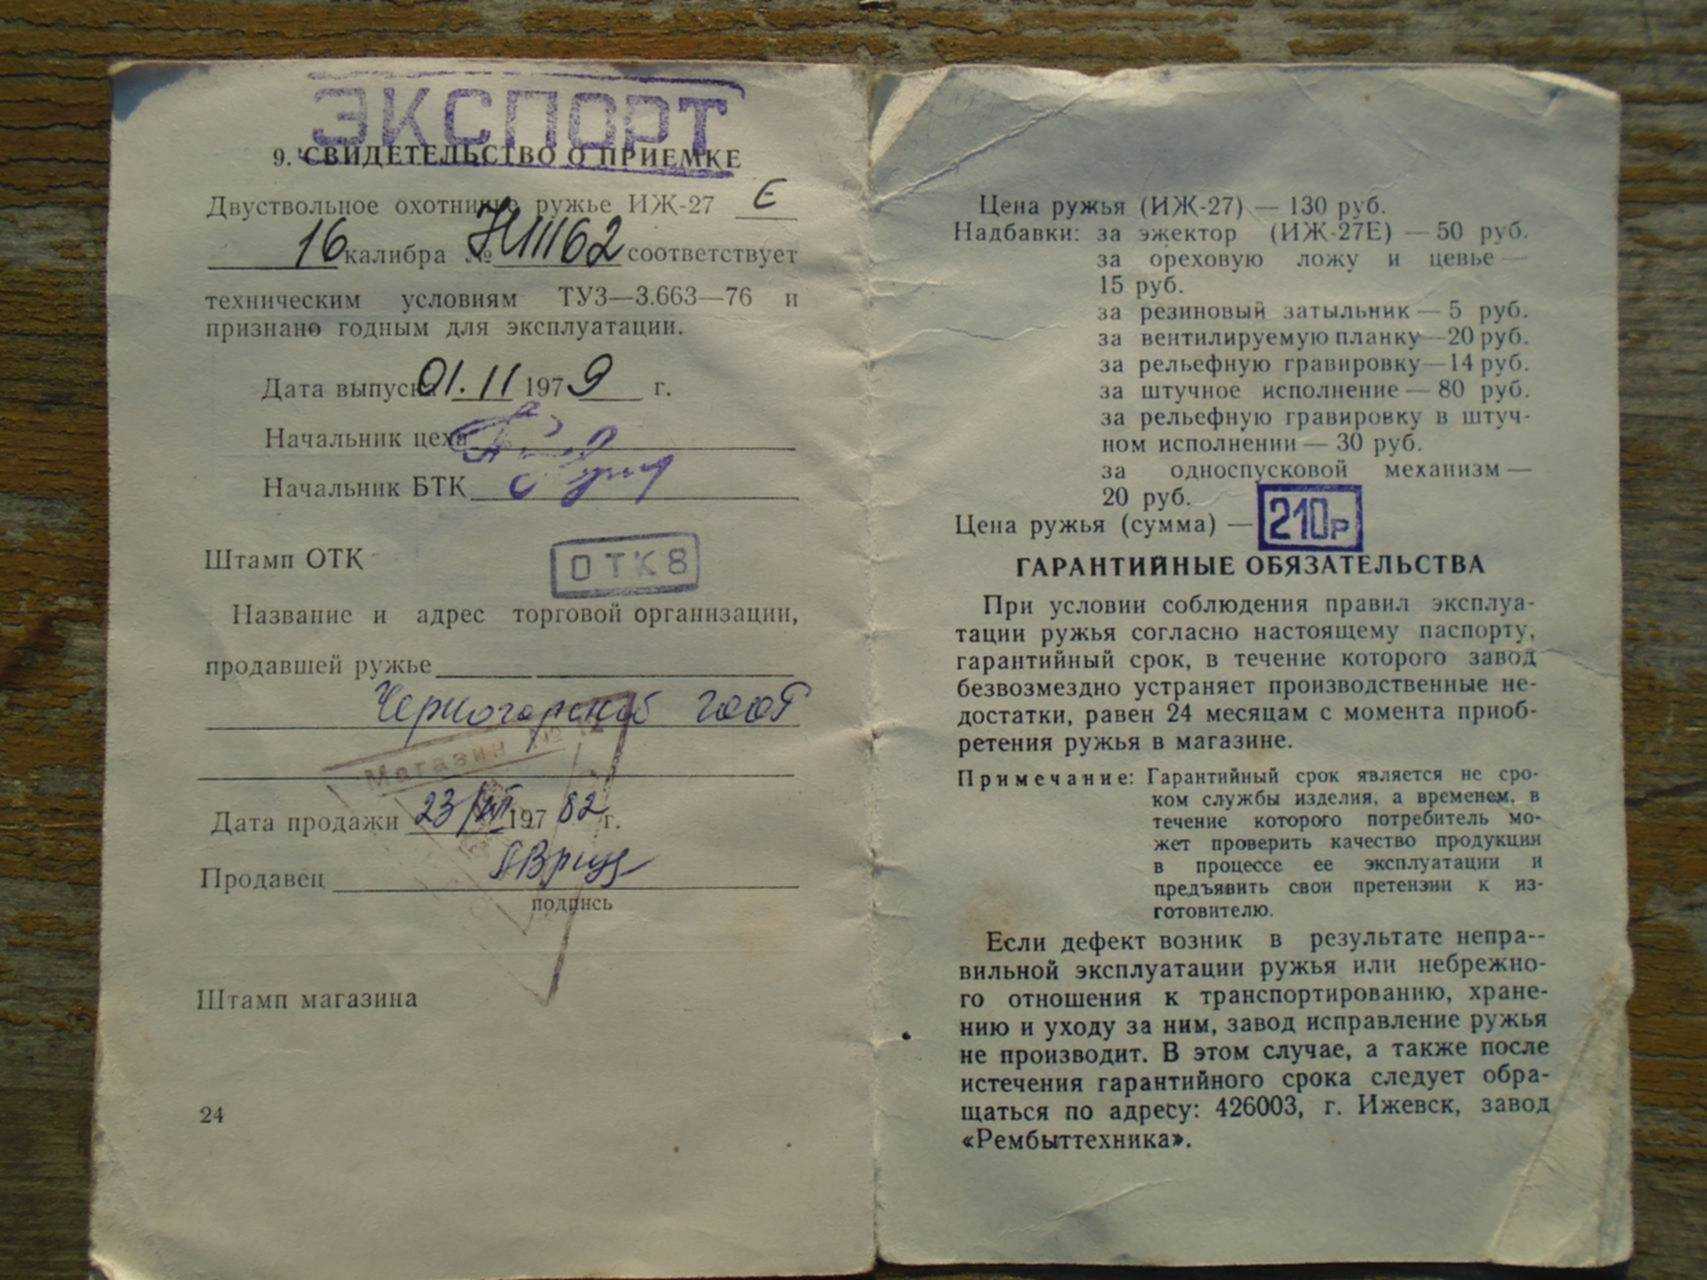 ЭКСПОРТ
9. СВИДЕТЕЛЬСТВО О ПРИЕМКЕ
Двуствольное охотничье ружье ИЖ-27 Е
16 калибра № Н11162 соответствует
техническим условиям ТУ3—3.663—76 и
признано годным для эксплуатации.
Дата выпуска 01.11 1979 г.
Начальник цеха
Начальник БТК
Штамп ОТК ОТК8
Название и адрес торговой организации,
продавшей ружье
Черногорский
Магазин
Дата продажи 23/ 197 82 г.
Продавец
подпись
Штамп магазина
24
Цена ружья (ИЖ-27) — 130 руб.
Надбавки: за эжектор (ИЖ-27Е) — 50 руб.
за ореховую ложу и цевье —
15 руб.
за резиновый затыльник — 5 руб.
за вентилируемую планку—20 руб.
за рельефную гравировку—14 руб.
за штучное исполнение — 80 руб.
за рельефную гравировку в штуч-
ном исполнении — 30 руб.
за односпусковой механизм —
20 руб.
Цена ружья (сумма) — 210р
ГАРАНТИЙНЫЕ ОБЯЗАТЕЛЬСТВА
При условии соблюдения правил эксплуа-
тации ружья согласно настоящему паспорту,
гарантийный срок, в течение которого завод
безвозмездно устраняет производственные не-
достатки, равен 24 месяцам с момента приоб-
ретения ружья в магазине.
Примечание: Гарантийный срок является не сро-
ком службы изделия, а временем, в
течение которого потребитель мо-
жет проверить качество продукции
в процессе ее эксплуатации и
предъявить свои претензии к из-
готовителю.
Если дефект возник в результате непра--
вильной эксплуатации ружья или небрежно-
го отношения к транспортированию, хране-
нию и уходу за ним, завод исправление ружья
не производит. В этом случае, а также после
истечения гарантийного срока следует обра-
щаться по адресу: 426003, г. Ижевск, завод
«Рембыттехника».